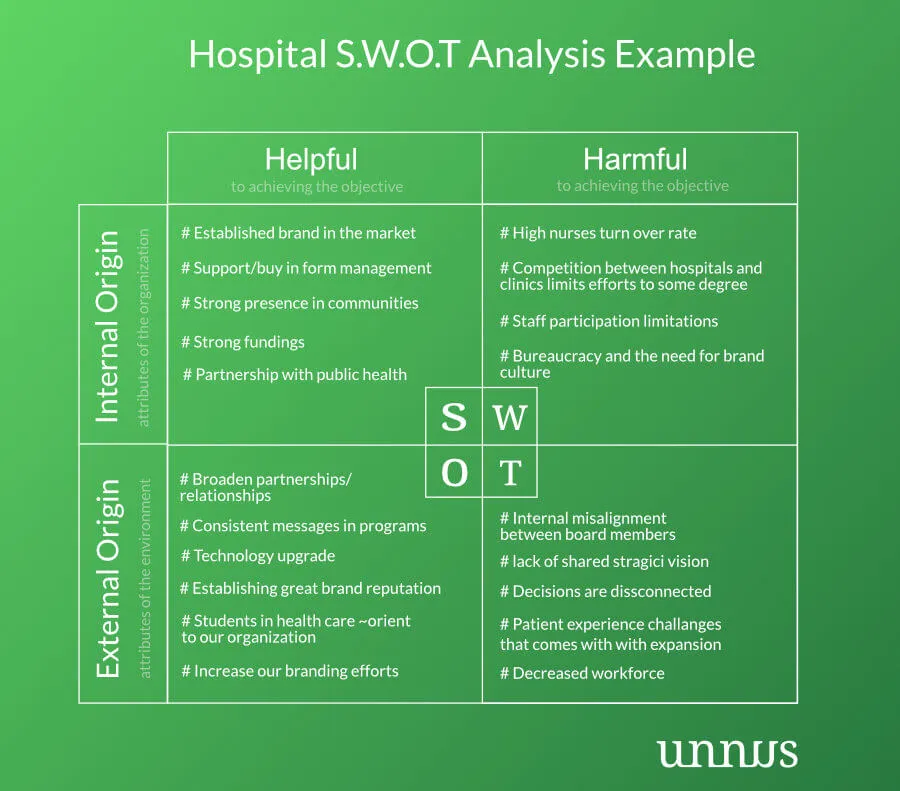 Hospital S.W.O.T Analysis Example
Helpful
to achieving the objective
Harmful
to achieving the objective
Internal Origin
attributes of the organization
# Established brand in the market
# Support/buy in form management
# Strong presence in communities
# Strong fundings
# Partnership with public health
# High nurses turn over rate
# Competition between hospitals and
clinics limits efforts to some degree
# Staff participation limitations
# Bureaucracy and the need for brand
culture
S
W
O
T
External Origin
attributes of the environment
# Broaden partnerships/
relationships
# Consistent messages in programs
# Technology upgrade
# Establishing great brand reputation
# Students in health care ~orient
to our organization
# Increase our branding efforts
# Internal misalignment
between board members
# lack of shared stragici vision
# Decisions are dissconnected
# Patient experience challanges
that comes with with expansion
# Decreased workforce
unnus